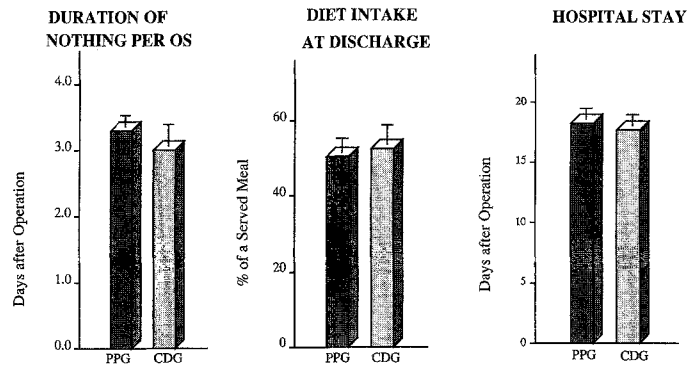 DURATION OF
NOTHING PER OS
Days after Operation
4.0
3.0
2.0
1.0
0.0
PPG CDG
DIET INTAKE
AT DISCHARGE
% of a Served Meal
60
40
20
0
PPG CDG
HOSPITAL STAY
Days after Operation
20
15
10
5
0
PPG CDG